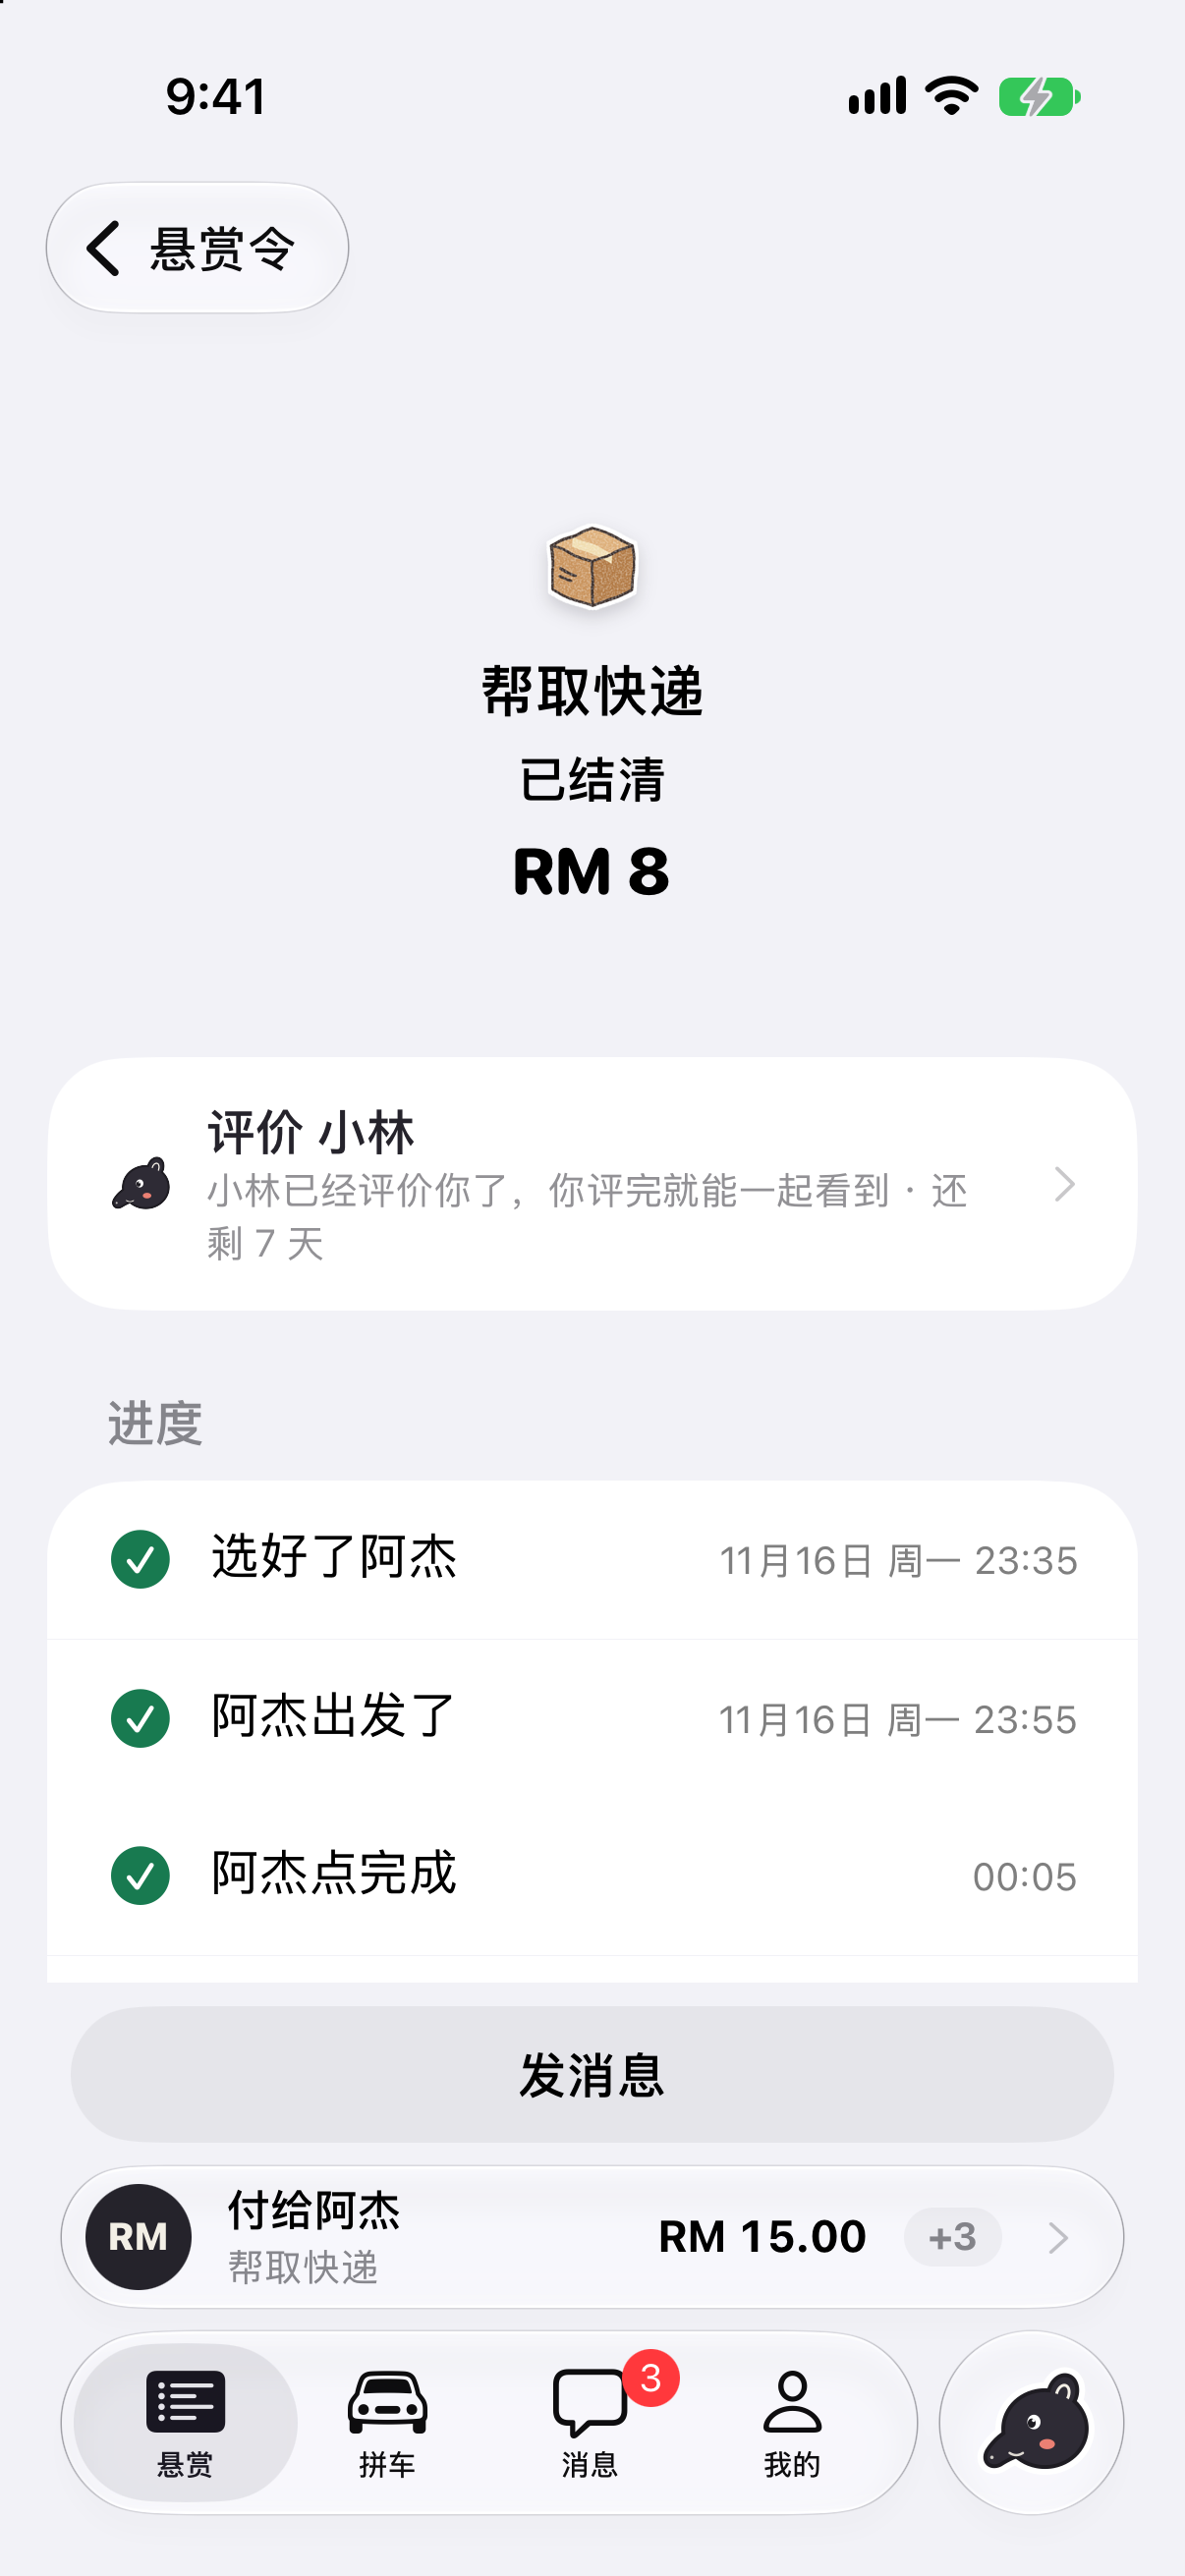 9:41
悬赏令
帮取快递
已结清
RM 8
评价 小林
小林已经评价你了，你评完就能一起看到 · 还
剩 7 天
进度
选好了阿杰 11月16日 周一 23:35
阿杰出发了 11月16日 周一 23:55
阿杰点完成 00:05
发消息
RM 付给阿杰 RM 15.00 +3
帮取快递
3
悬赏 拼车 消息 我的